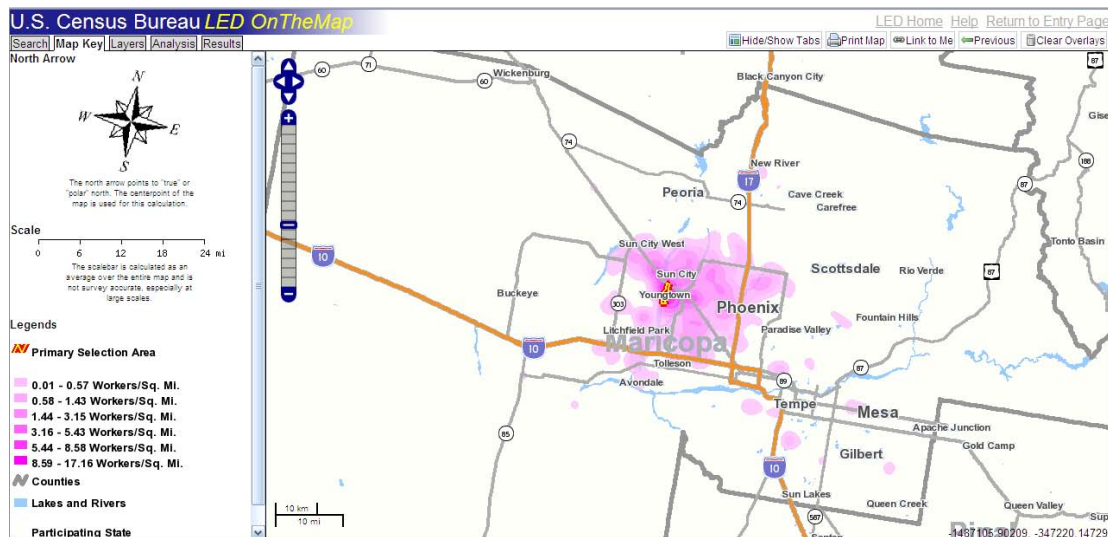 U.S. Census Bureau LED OnTheMap
LED Home Help Return to Entry Page
Search Map Key Layers Analysis Results
Hide/Show Tabs Print Map Link to Me Previous Clear Overlays
North Arrow
N
W
E
S
The north arrow points to "true" or
"polar" north. The centerpoint of the
map is used for this calculation.
Scale
0 6 12 18 24 mi
The scalebar is calculated as an
average over the entire map and is
not survey accurate, especially at
large scales.
Legends
Primary Selection Area
0.01 - 0.57 Workers/Sq. Mi.
0.58 - 1.43 Workers/Sq. Mi.
1.44 - 3.15 Workers/Sq. Mi.
3.16 - 5.43 Workers/Sq. Mi.
5.44 - 8.58 Workers/Sq. Mi.
8.59 - 17.16 Workers/Sq. Mi.
Counties
Lakes and Rivers
Participating State
60
71
Wickenburg
60
Black Canyon City
87
Gise
74
New River
188
17
Peoria
87
Cave Creek
74
Carefree
Sun City West
Tonto Basin
10
Sun City
Scottsdale
Rio Verde
87
Buckeye
Youngtown
303
Phoenix
Fountain Hills
Litchfield Park
Paradise Valley
Maricopa
10
Tolleson
87
Avondale
89
Tempe
Mesa
85
Apache Junction
Gold Camp
Gilbert
10
Sun Lakes
Queen Creek
Queen Valley
587
Sup
10 km
10 mi
Pinal
-1487105.90209, -347220.14729